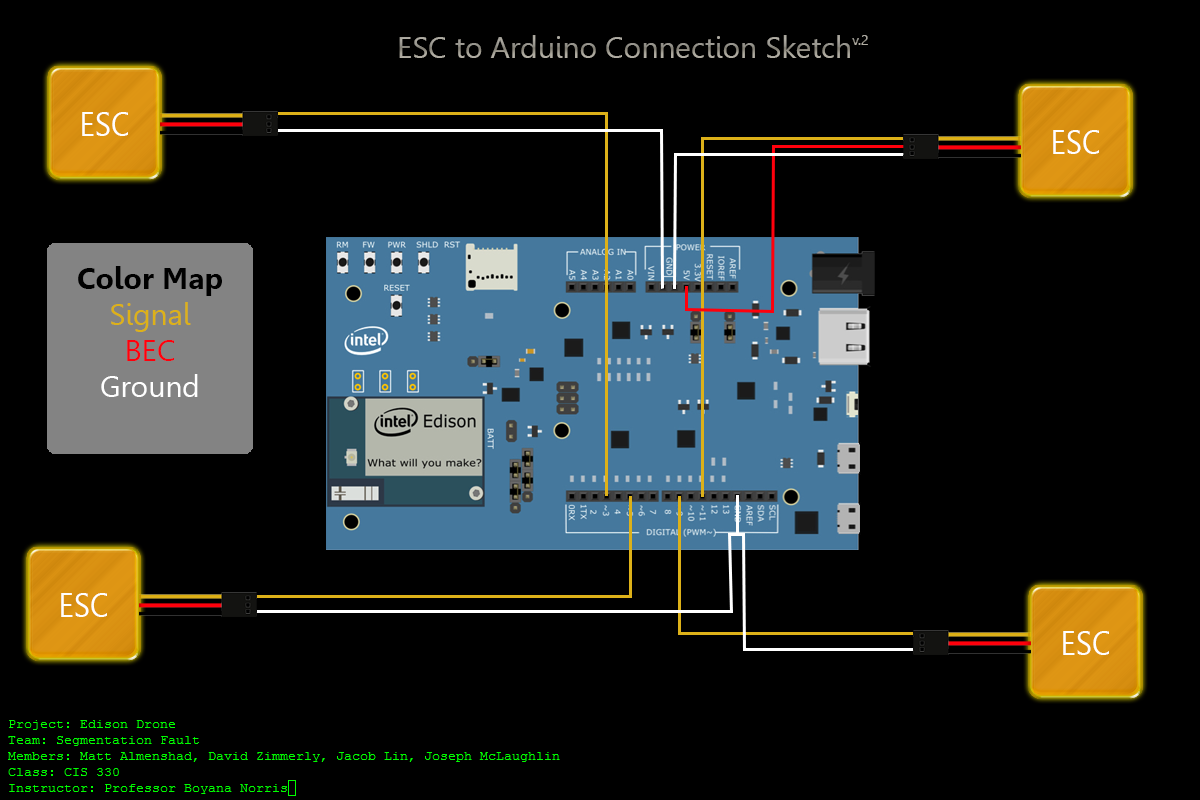 ESC to Arduino Connection Sketch v.2
ESC
ESC
Color Map
Signal
BEC
Ground
RM FW PWR SHLD RST
RESET
ANALOG IN
A5 A4 A3 A2 A1 A0
POWER
VIN GND 5V 3.3V RESET IOREF AREF
intel
intel Edison
What will you make?
BATT
0RX 1TX 2 ~3 4 ~5 ~6 7 8 ~9 ~10 ~11 12 13 GND AREF SDA SCL
DIGITAL (PWM~)
ESC
ESC
Project: Edison Drone
Team: Segmentation Fault
Members: Matt Almenshad, David Zimmerly, Jacob Lin, Joseph McLaughlin
Class: CIS 330
Instructor: Professor Boyana Norris